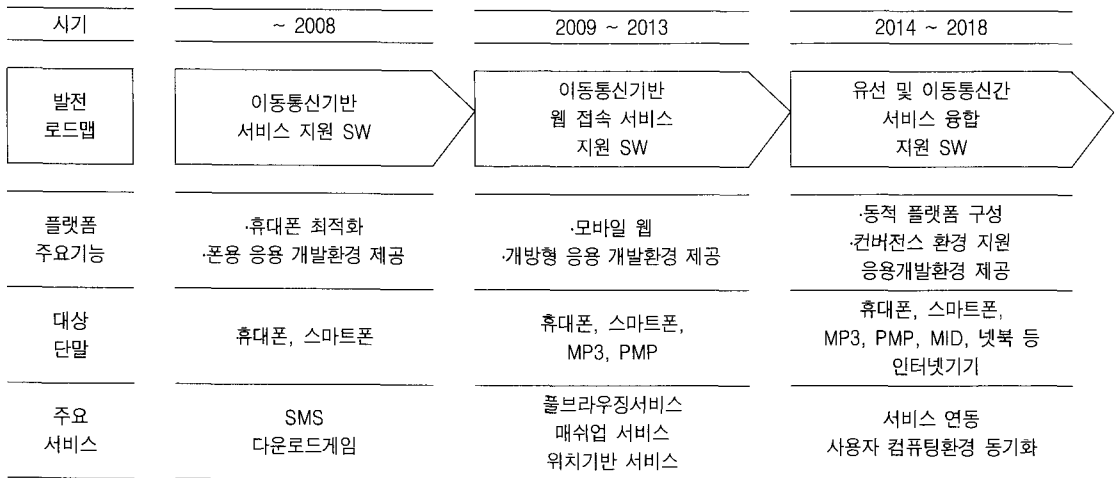 시기
~ 2008
2009 ~ 2013
2014 ~ 2018
발전
로드맵
이동통신기반
서비스 지원 SW
이동통신기반
웹 접속 서비스
지원 SW
유선 및 이동통신간
서비스 융합
지원 SW
플랫폼
주요기능
·휴대폰 최적화
·폰용 응용 개발환경 제공
·모바일 웹
·개방형 응용 개발환경 제공
·동적 플랫폼 구성
·컨버전스 환경 지원
응용개발환경 제공
대상
단말
휴대폰, 스마트폰
휴대폰, 스마트폰,
MP3, PMP
휴대폰, 스마트폰,
MP3, PMP, MID, 넷북 등
인터넷기기
주요
서비스
SMS
다운로드게임
풀브라우징서비스
매쉬업 서비스
위치기반 서비스
서비스 연동
사용자 컴퓨팅환경 동기화